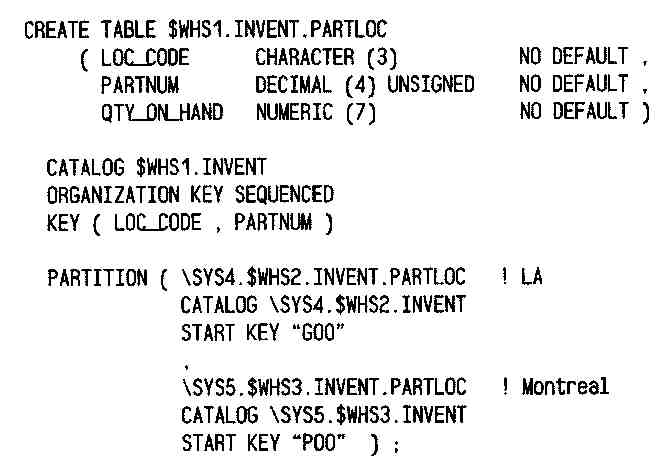 CREATE TABLE $WHS1.INVENT.PARTLOC
( LOC_CODE CHARACTER (3) NO DEFAULT ,
PARTNUM DECIMAL (4) UNSIGNED NO DEFAULT ,
QTY_ON_HAND NUMERIC (7) NO DEFAULT )
CATALOG $WHS1.INVENT
ORGANIZATION KEY SEQUENCED
KEY ( LOC_CODE , PARTNUM )
PARTITION ( \SYS4.$WHS2.INVENT.PARTLOC ! LA
CATALOG \SYS4.$WHS2.INVENT
START KEY "G00"
,
\SYS5.$WHS3.INVENT.PARTLOC ! Montreal
CATALOG \SYS5.$WHS3.INVENT
START KEY "P00" ) ;